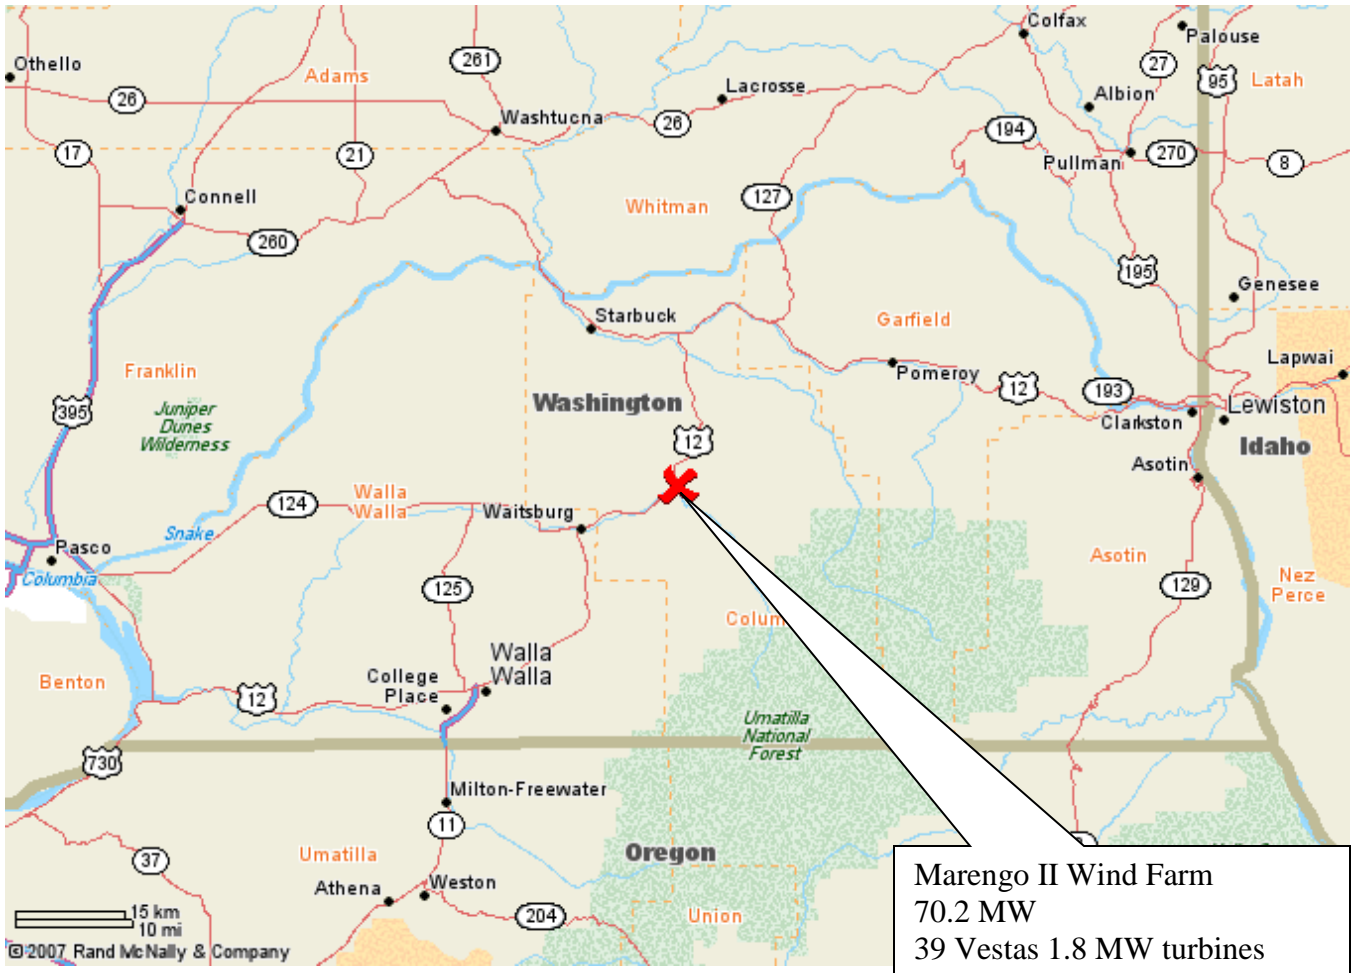 Colfax
Palouse
Othello
261
27
95
Adams
Latah
Lacrosse
Albion
26
Washtucna
26
194
17
21
Pullman
270
8
Connell
127
Whitman
260
195
Genesee
Starbuck
Garfield
Lapwai
Franklin
Pomeroy
12
193
395
Juniper
Dunes
Wilderness
Washington
Lewiston
Clarkston
12
Idaho
Asotin
124
Walla
Walla
Waitsburg
Snake
Pasco
Asotin
Columbia
125
129
Nez
Perce
Colum
Walla
Walla
College
Place
Benton
12
Umatilla
National
Forest
730
Milton-Freewater
11
Oregon
37
Umatilla
Athena
Weston
15 km
10 mi
204
Union
©2007 Rand McNally & Company
Marengo II Wind Farm
70.2 MW
39 Vestas 1.8 MW turbines